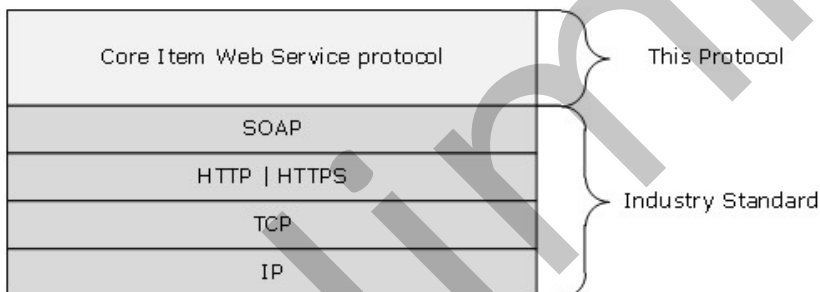 Core Item Web Service protocol
This Protocol
SOAP
HTTP | HTTPS
Industry Standard
TCP
IP